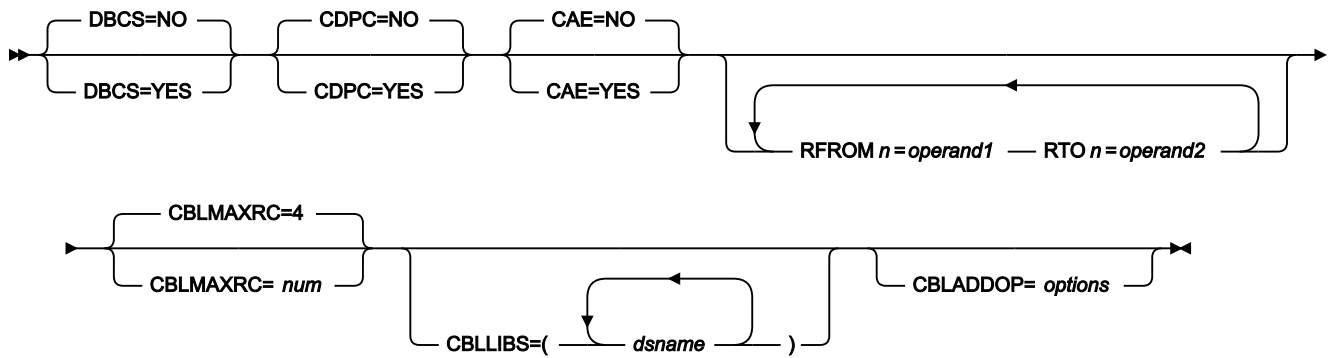 DBCS=NO CDPC=NO CAE=NO
DBCS=YES CDPC=YES CAE=YES
RFROM n=operand1 RTO n=operand2
CBLMAXRC=4
CBLMAXRC= num CBLADDOP= options
CBLLIBS=( dsname )